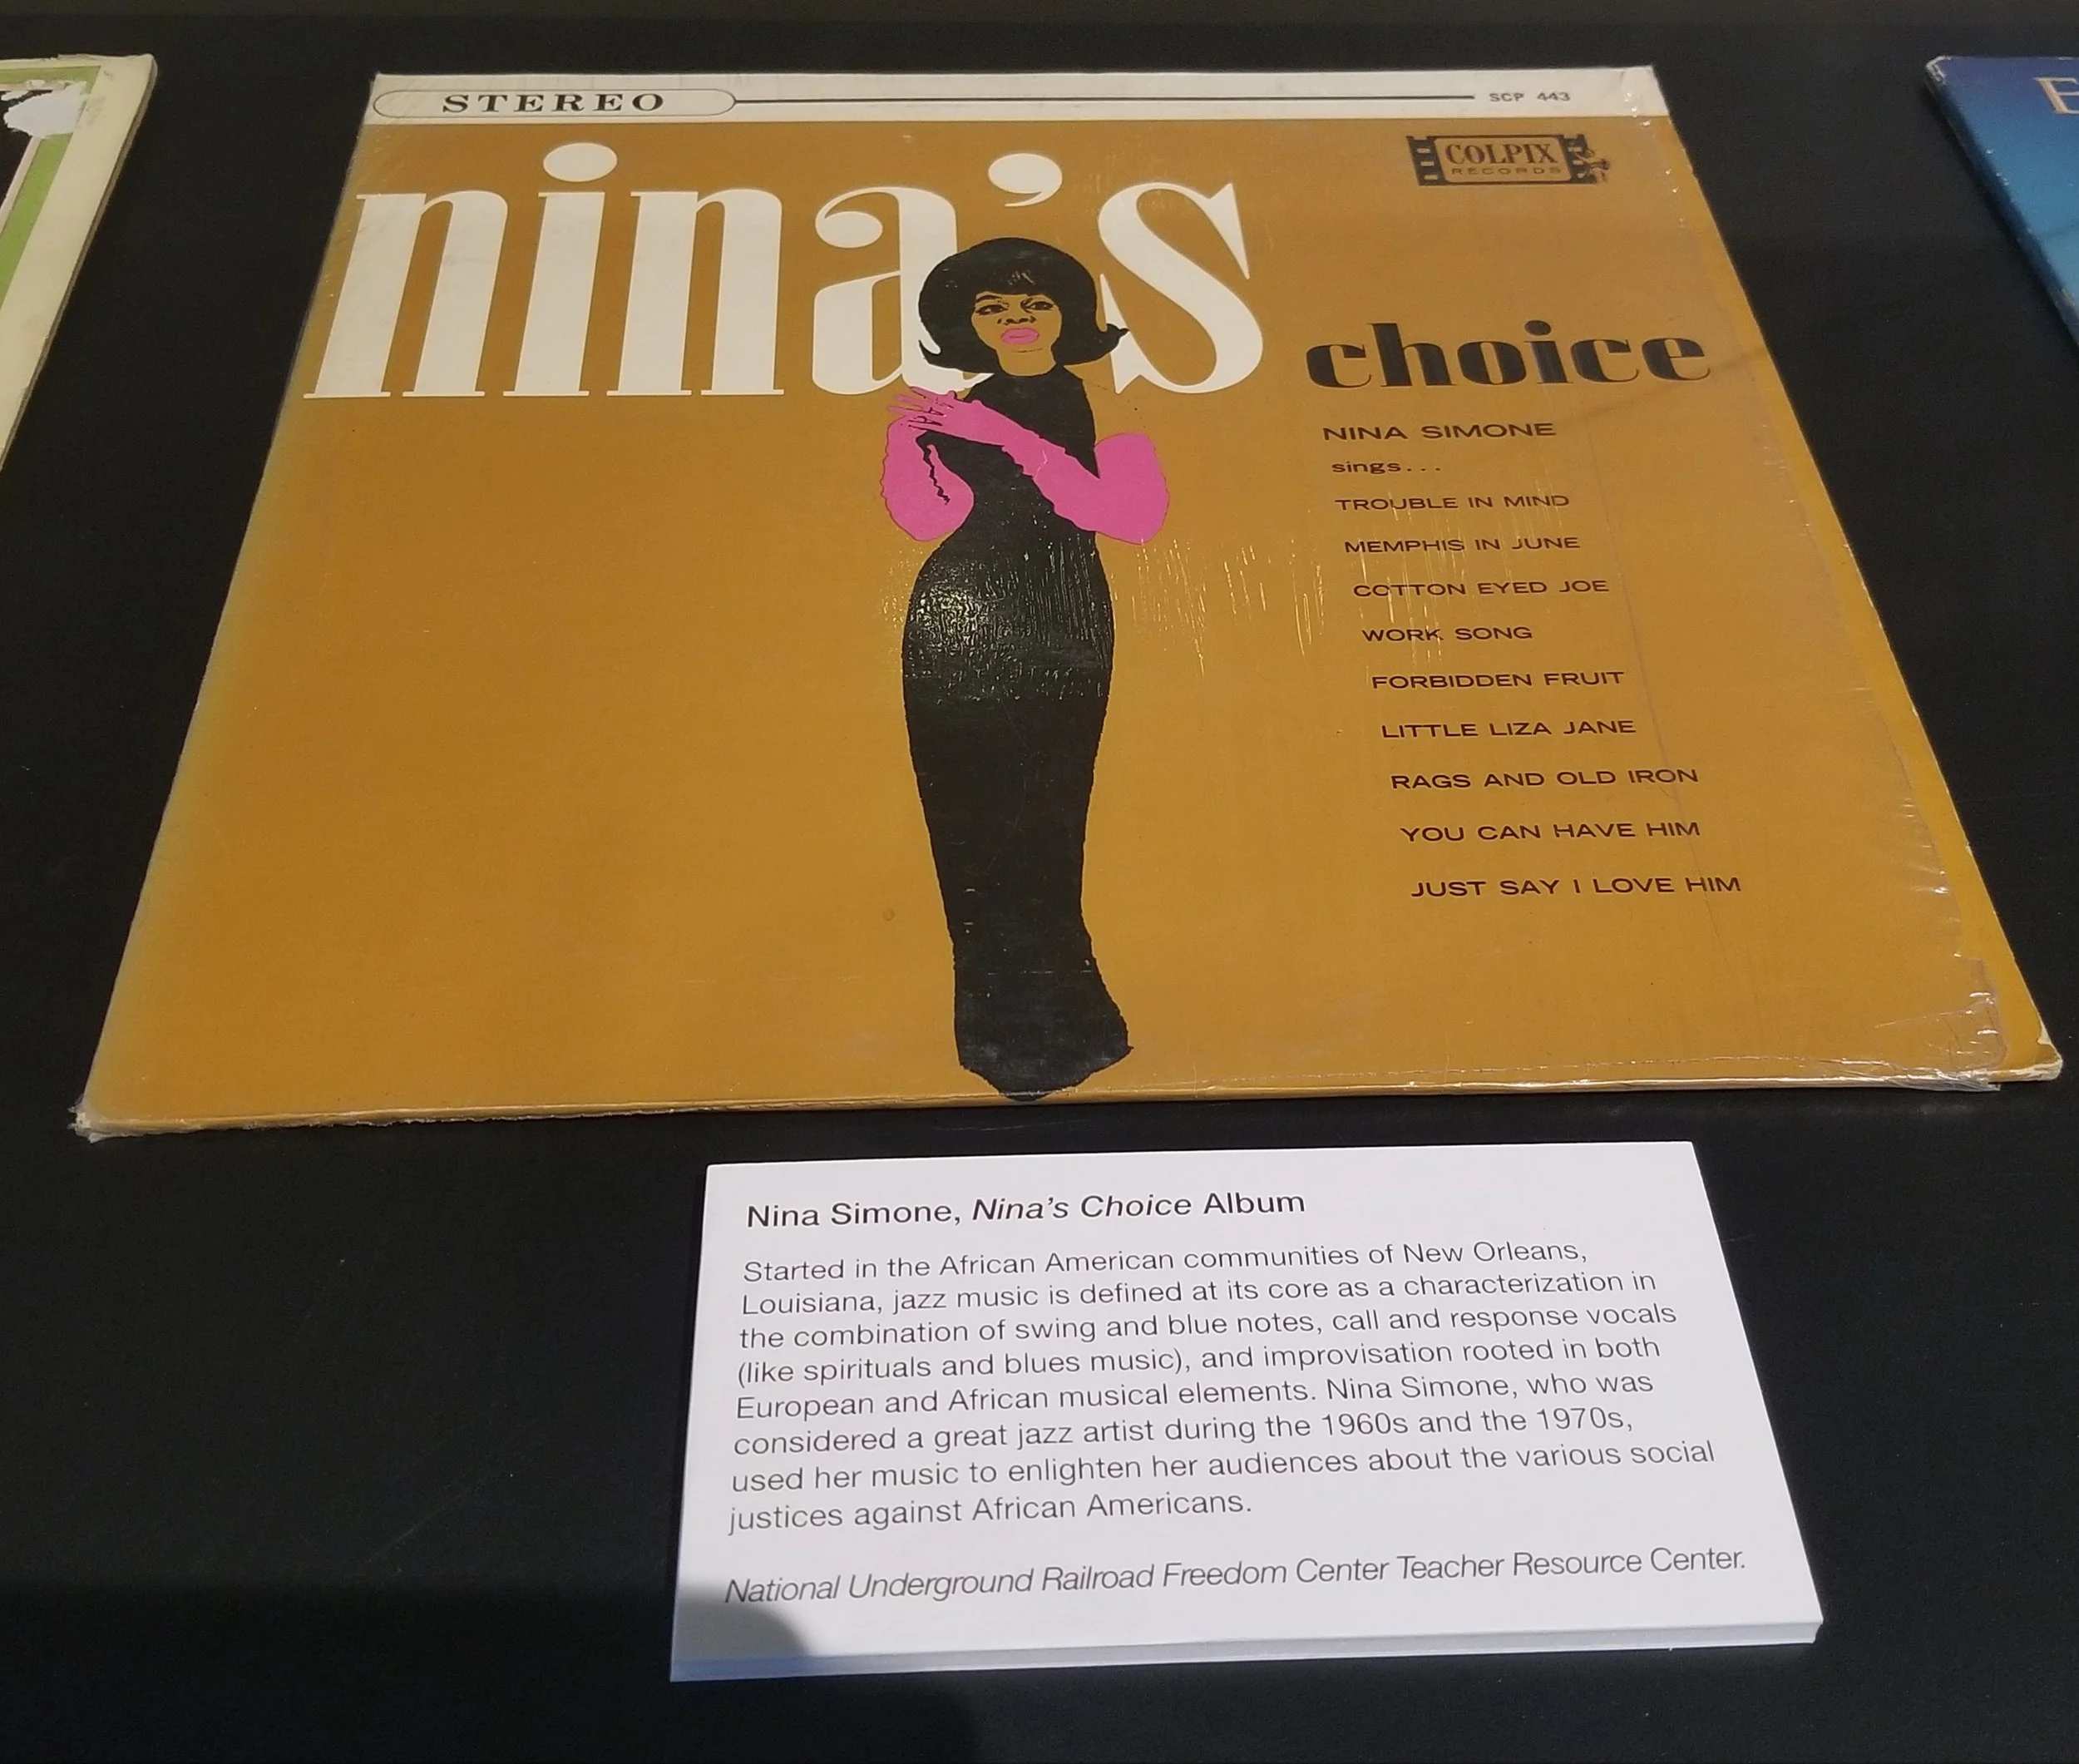 STEREO
SCP 443
COLPIX
RECORDS
nina's
choice
NINA SIMONE
sings...
TROUBLE IN MIND
MEMPHIS IN JUNE
COTTON EYED JOE
WORK SONG
FORBIDDEN FRUIT
LITTLE LIZA JANE
RAGS AND OLD IRON
YOU CAN HAVE HIM
JUST SAY I LOVE HIM
Nina Simone, Nina's Choice Album
Started in the African American communities of New Orleans,
Louisiana, jazz music is defined at its core as a characterization in
the combination of swing and blue notes, call and response vocals
(like spirituals and blues music), and improvisation rooted in both
European and African musical elements. Nina Simone, who was
considered a great jazz artist during the 1960s and the 1970s,
used her music to enlighten her audiences about the various social
justices against African Americans.
National Underground Railroad Freedom Center Teacher Resource Center.